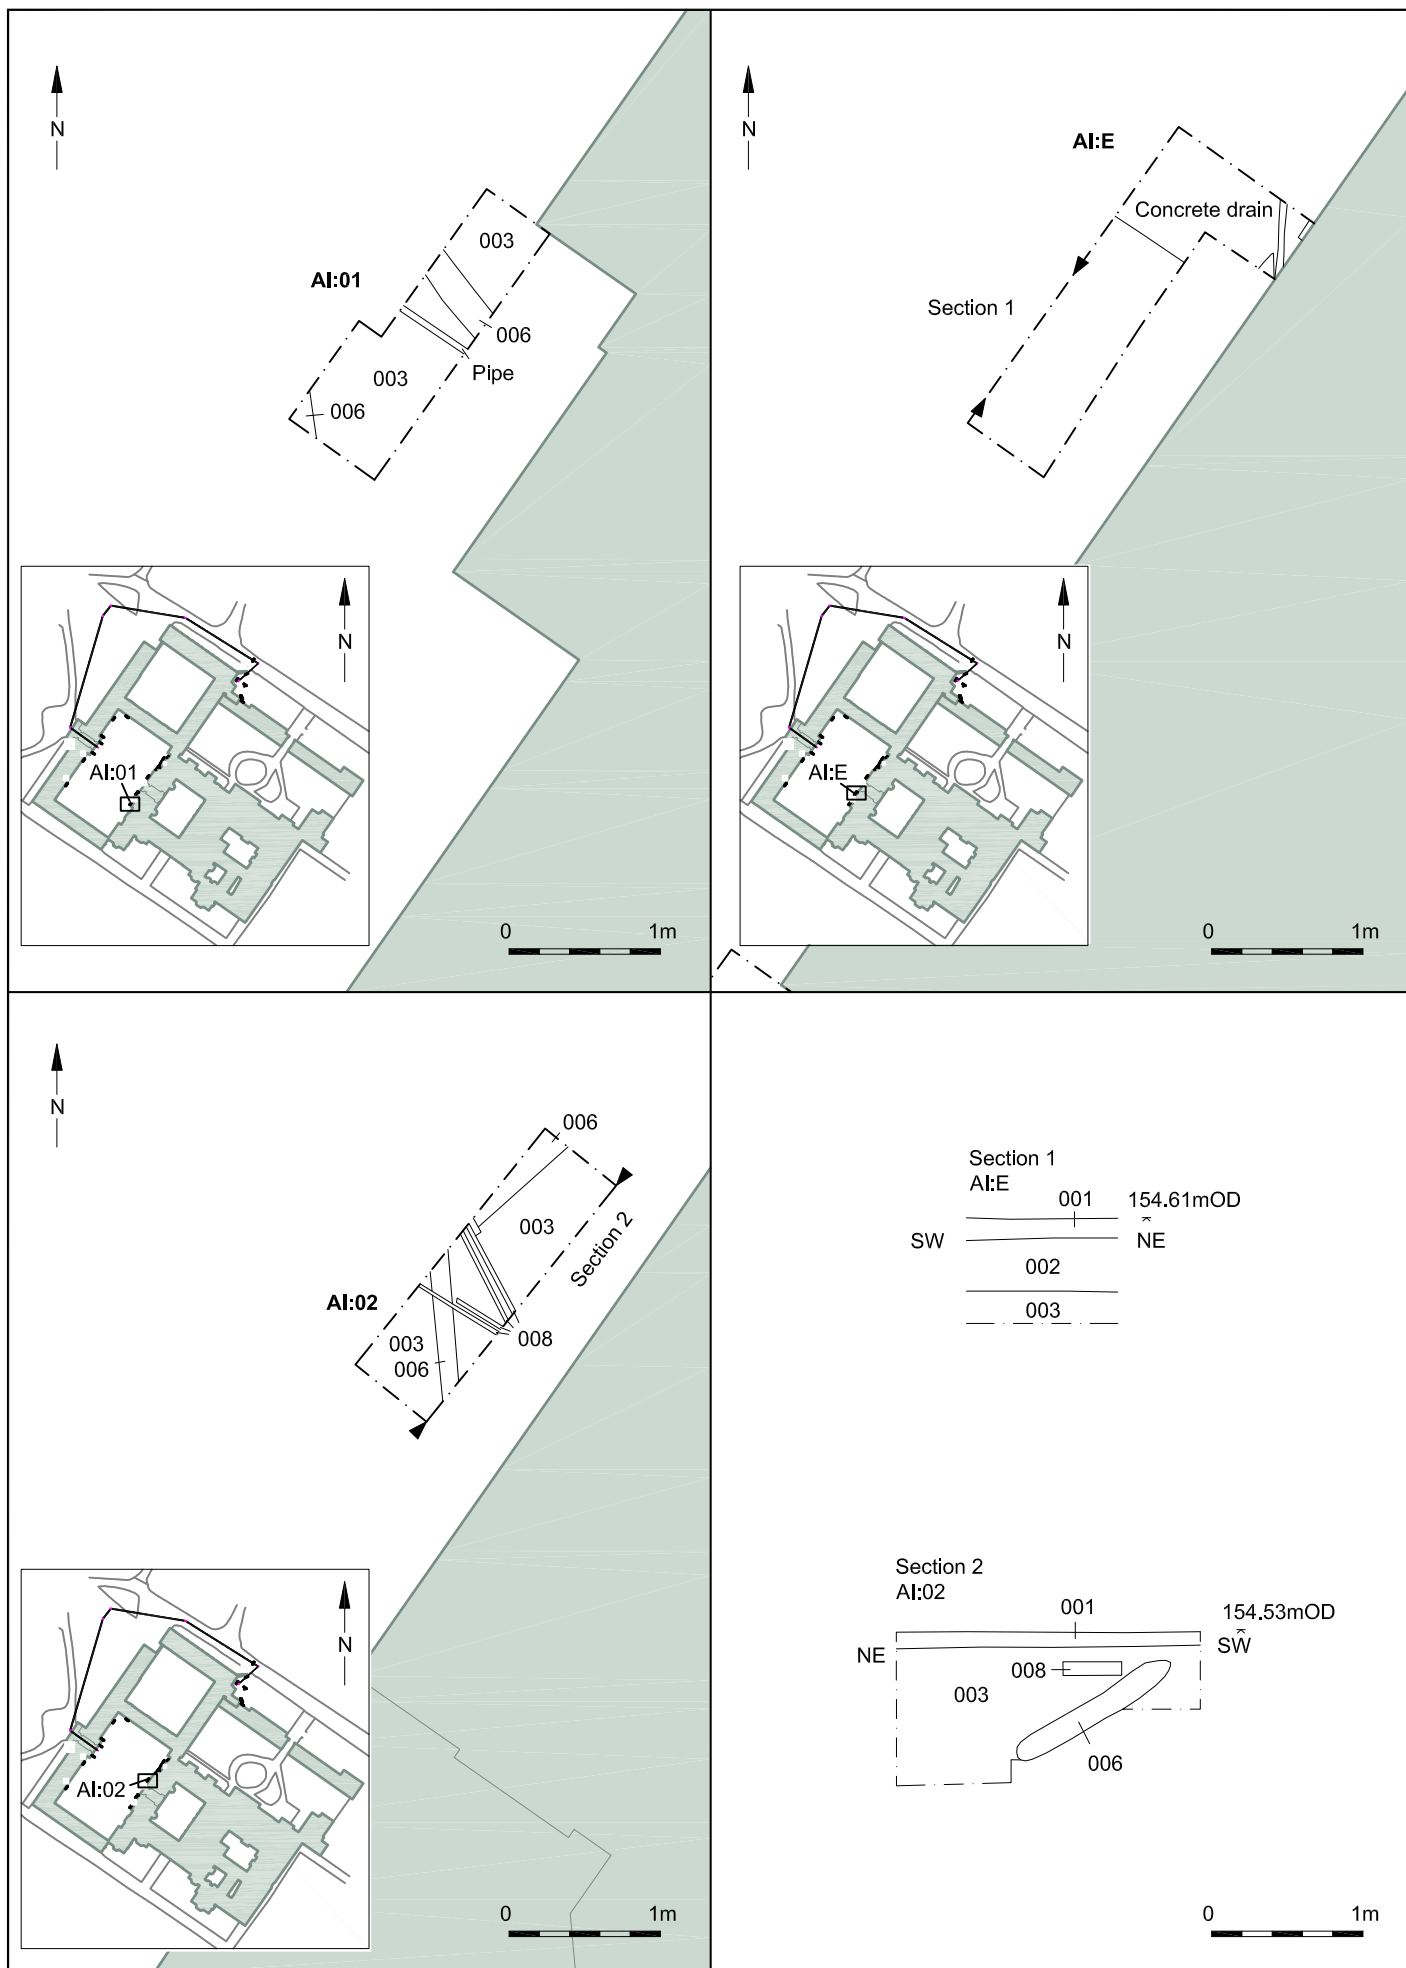 N
AI:01
003
006
Pipe
003
006
N
AI:01
0 1m
N
AI:E
Concrete drain
Section 1
N
AI:E
0 1m
N
006
003
Section 2
AI:02
008
003
006
N
AI:02
0 1m
Section 1
AI:E
001 154.61mOD
SW NE
002
003
Section 2
AI:02
001 154.53mOD
NE SW
008
003
006
0 1m